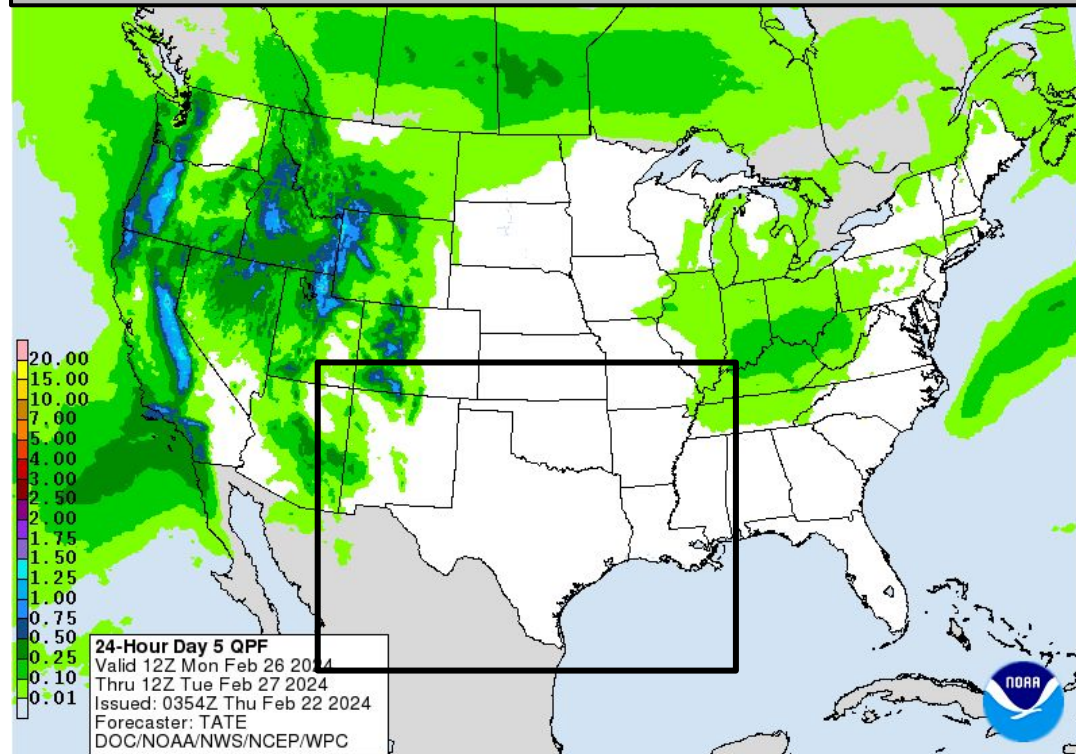 20.00
15.00
10.00
7.00
5.00
4.00
3.00
2.50
2.00
1.75
1.50
1.25
1.00
0.75
0.50
0.25
0.10
0.01
24-Hour Day 5 QPF
Valid 12Z Mon Feb 26 2024
Thru 12Z Tue Feb 27 2024
Issued: 0354Z Thu Feb 22 2024
Forecaster: TATE
DOC/NOAA/NWS/NCEP/WPC
NOAA